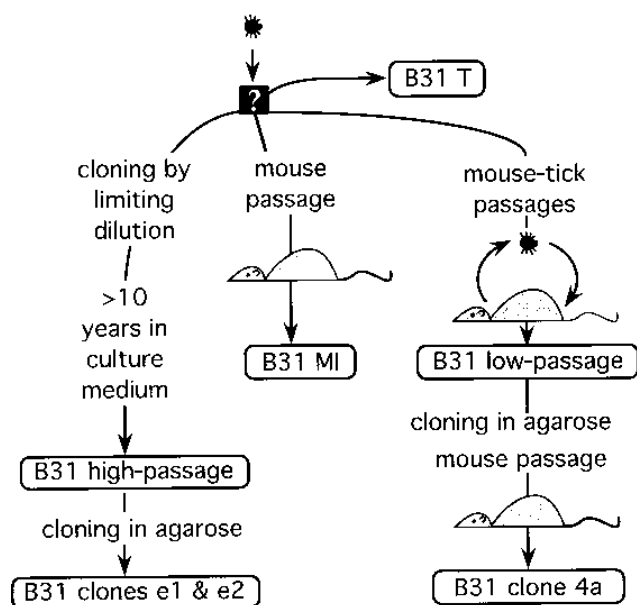 ?
B31 T
cloning by
limiting
dilution
>10
years in
culture
medium
B31 high-passage
cloning in agarose
B31 clones e1 & e2
mouse
passage
B31 MI
mouse-tick
passages
B31 low-passage
cloning in agarose
mouse passage
B31 clone 4a